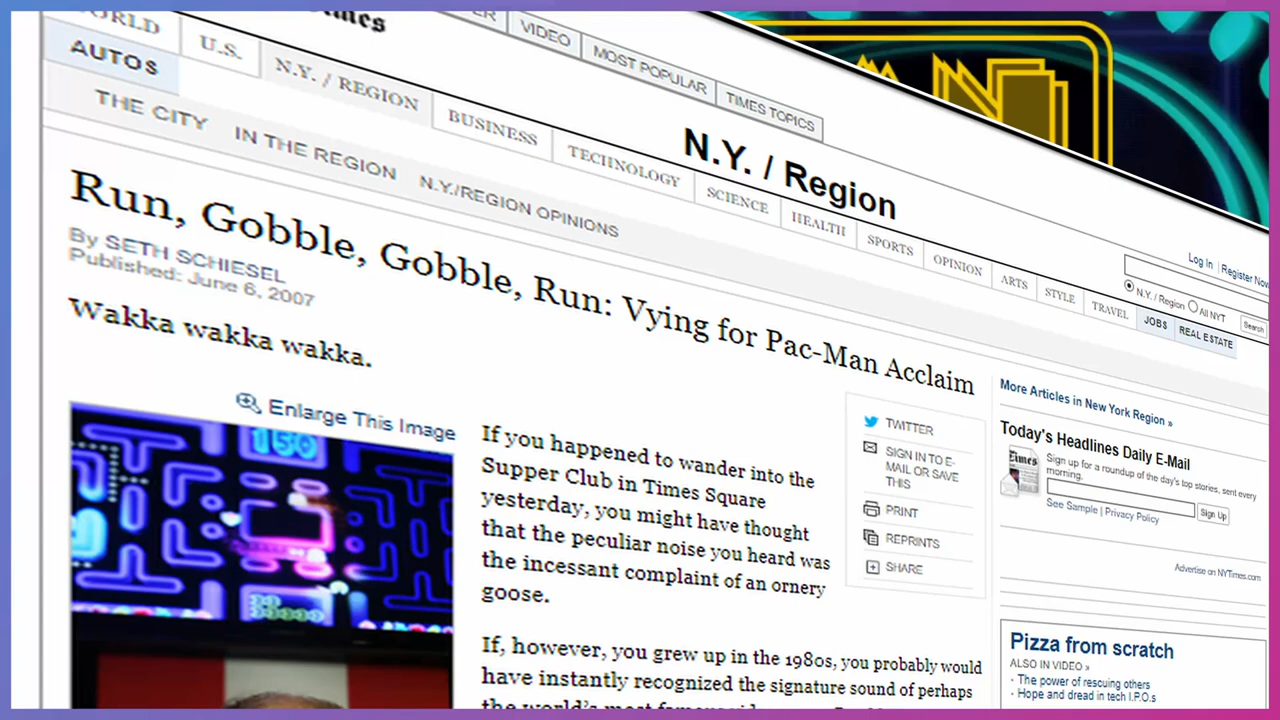 Times
WORLD
U.S.
N.Y. / REGION
BUSINESS
TECHNOLOGY
SCIENCE
HEALTH
SPORTS
OPINION
ARTS
STYLE
TRAVEL
JOBS
REAL ESTATE
AUTOS
VIDEO
MOST POPULAR
TIMES TOPICS
N.Y. / Region
THE CITY
IN THE REGION
N.Y./REGION OPINIONS
Log In | Register Now
N.Y. / Region
All NYT
Search
Run, Gobble, Gobble, Run: Vying for Pac-Man Acclaim
By SETH SCHIESEL
Published: June 6, 2007
Wakka wakka wakka.
Enlarge This Image
150
If you happened to wander into the
Supper Club in Times Square
yesterday, you might have thought
that the peculiar noise you heard was
the incessant complaint of an ornery
goose.
If, however, you grew up in the 1980s, you probably would
have instantly recognized the signature sound of perhaps
the world's most
TWITTER
SIGN IN TO E-
MAIL OR SAVE
THIS
PRINT
REPRINTS
SHARE
More Articles in New York Region »
Today's Headlines Daily E-Mail
Times
Sign up for a roundup of the day's top stories, sent every
morning.
Sign Up
See Sample | Privacy Policy
Advertise on NYTimes.com
Pizza from scratch
ALSO IN VIDEO »
· The power of rescuing others
· Hope and dread in tech I.P.O.s